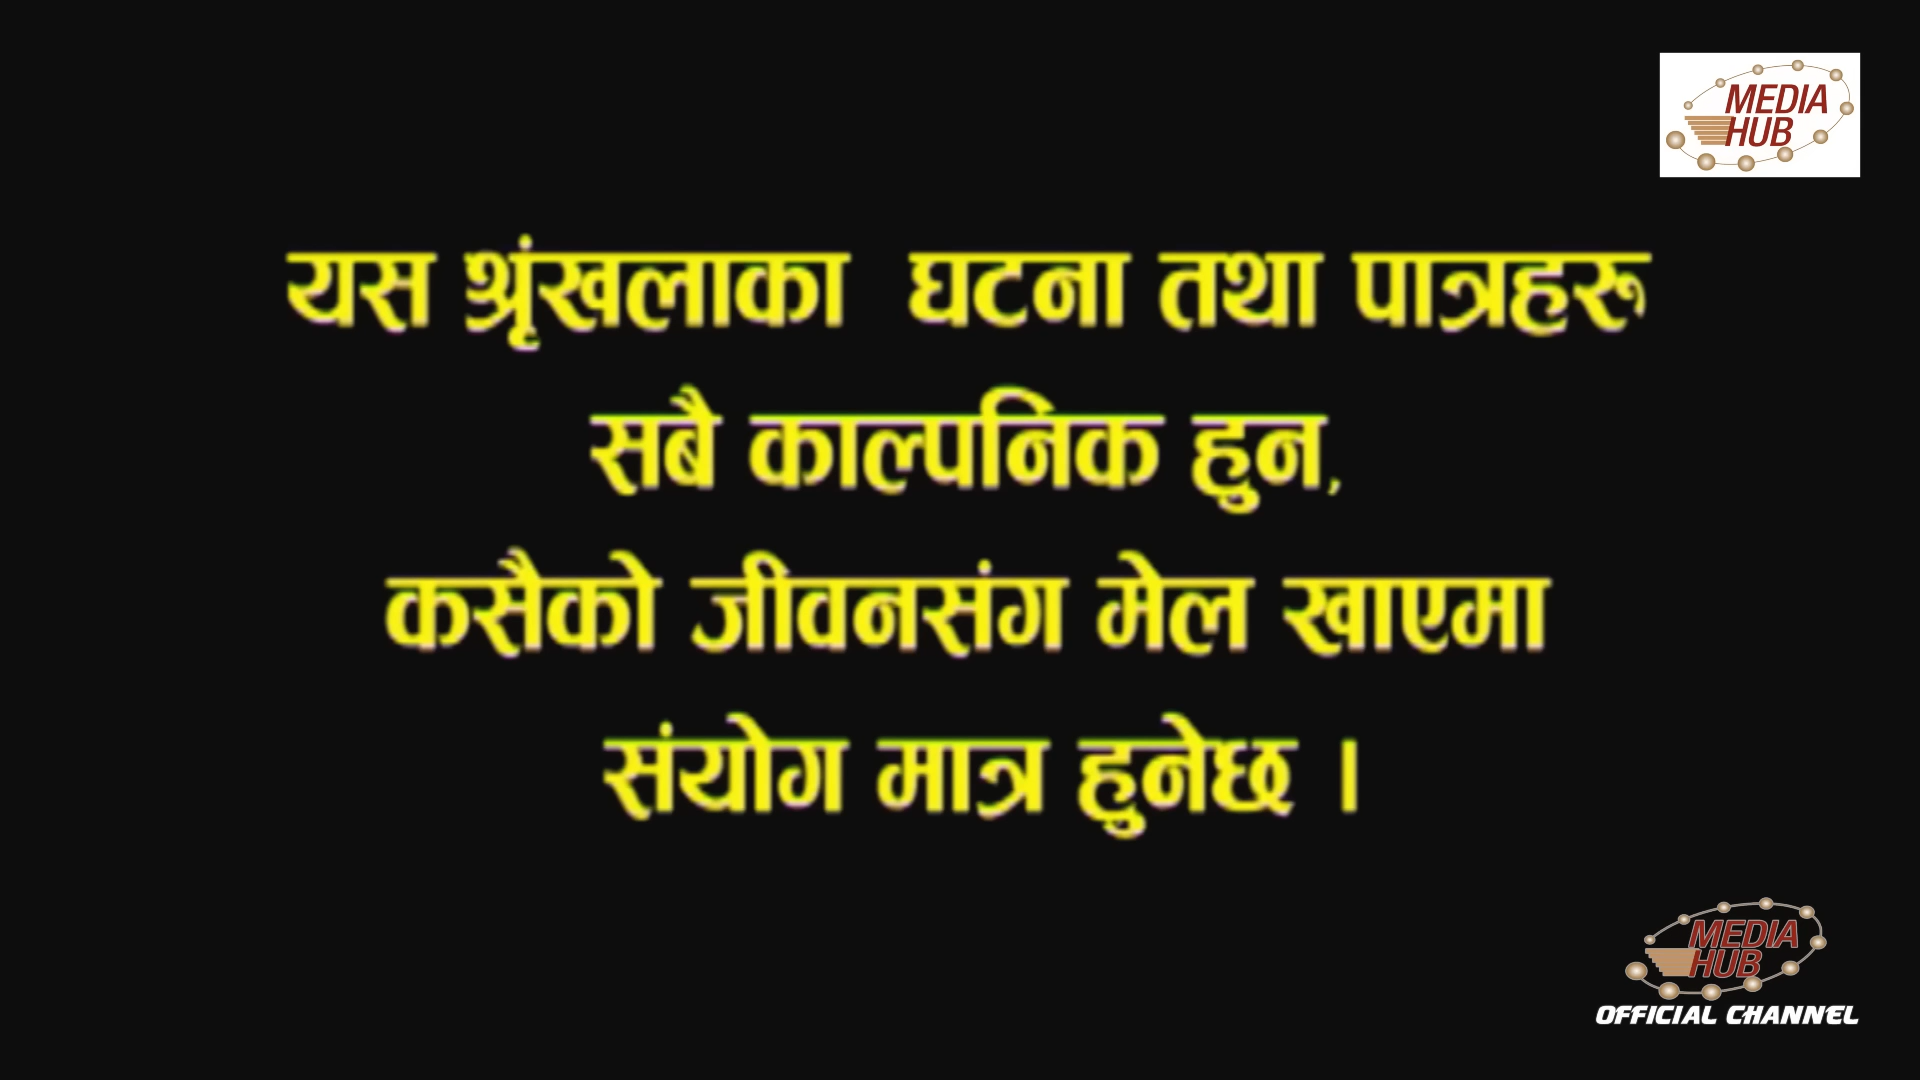 MEDIA
HUB
यस श्रृंखलाका घटना तथा पात्रहरू
सबै काल्पनिक हुन,
कसैको जीवनसंग मेल खाएमा
संयोग मात्र हुनेछ ।
MEDIA
HUB
OFFICIAL CHANNEL